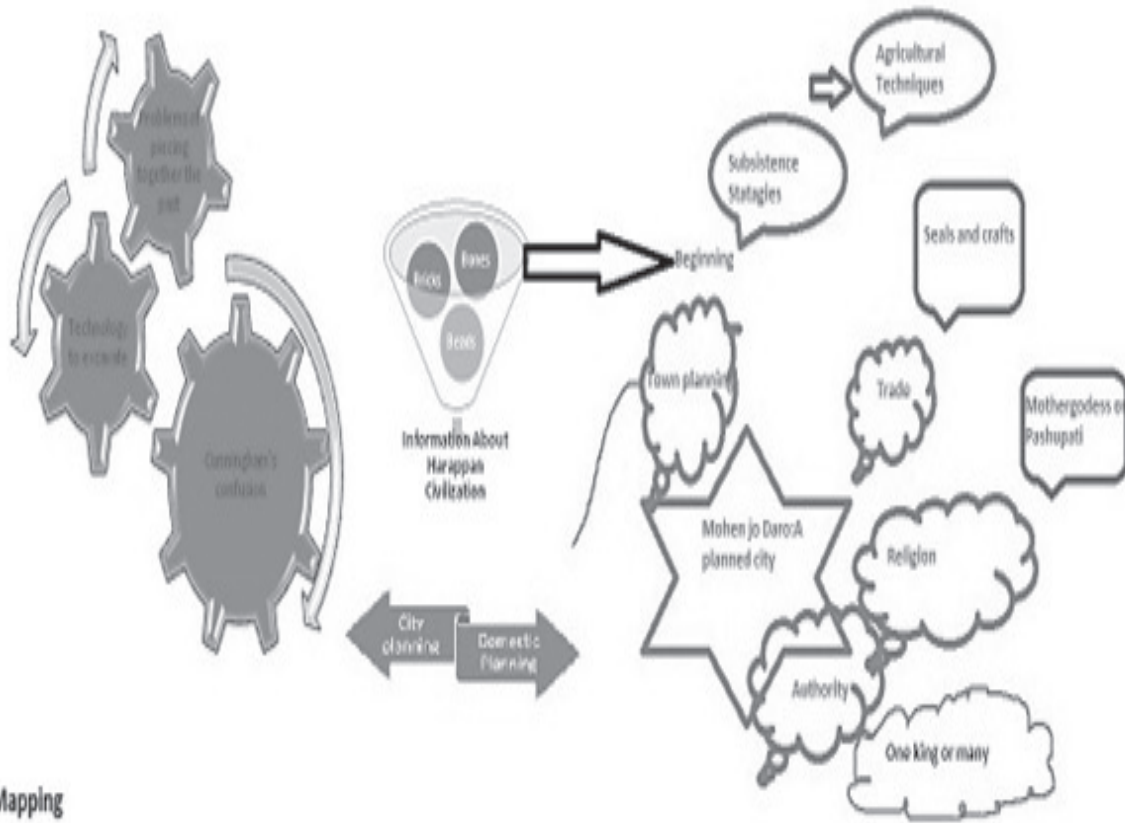 Problems of
piecing
together the
past
Technology
to excavate
Cunningham's
confusion
Bricks
Bones
Beads
Information About
Harappan
Civilization
City
planning
Domestic
Planning
Beginning
Subsistence
Statagies
Agricultural
Techniques
Seals and crafts
Town planning
Trade
Mothergodess or
Pashupati
Mohen jo Daro:A
planned city
Religion
Authority
One king or many
Mapping